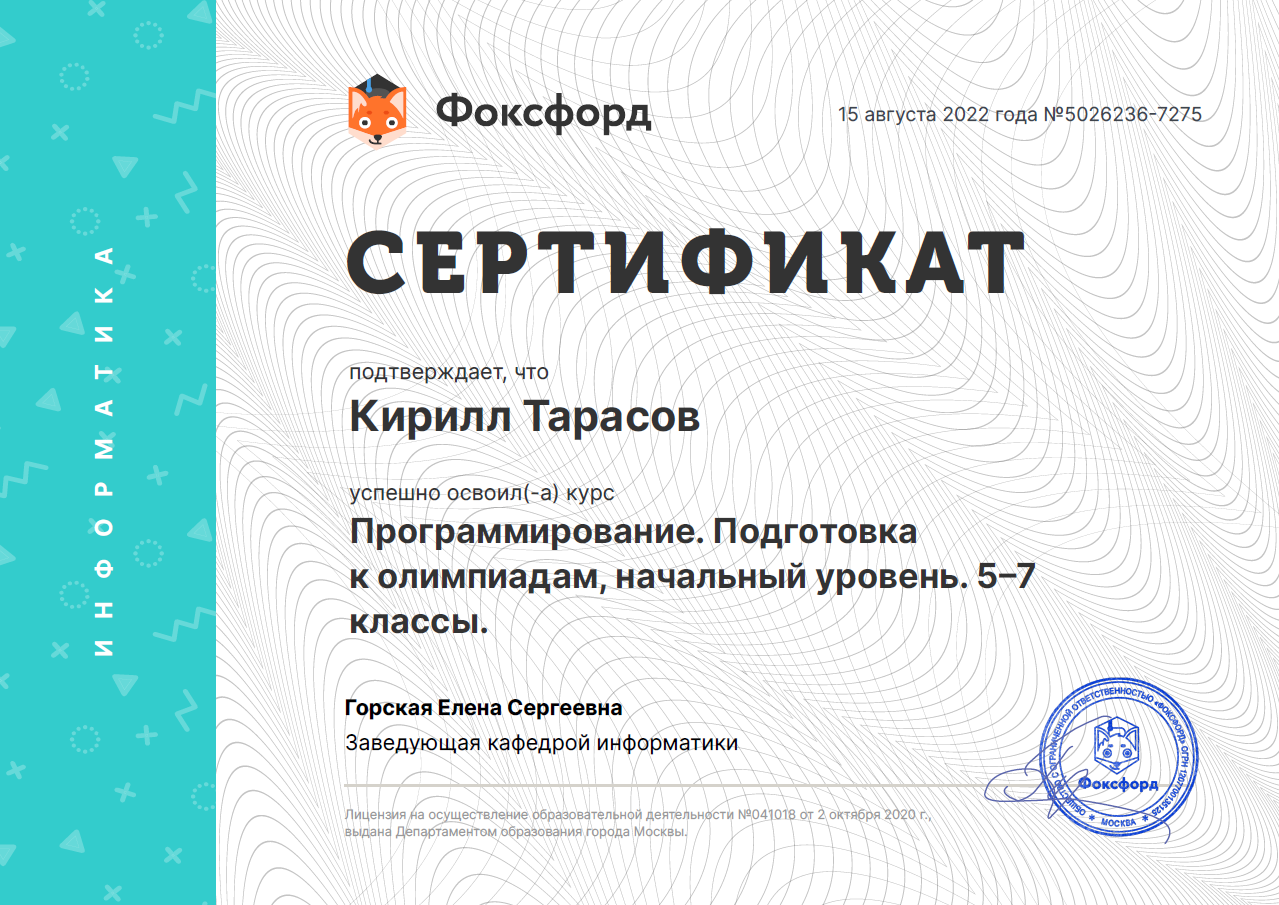 ИНФОРМАТИКА
Фоксфорд
15 августа 2022 года №5026236-7275
СЕРТИФИКАТ
подтверждает, что
Кирилл Тарасов
успешно освоил(-а) курс
Программирование. Подготовка
к олимпиадам, начальный уровень. 5–7
классы.
Горская Елена Сергеевна
Заведующая кафедрой информатики
Лицензия на осуществление образовательной деятельности №041018 от 2 октября 2020 г.,
выдана Департаментом образования города Москвы.
С ОГРАНИЧЕННОЙ ОТВЕТСТВЕННОСТЬЮ «ФОКСФОРД» ОГРН
Фоксфорд
МОСКВА